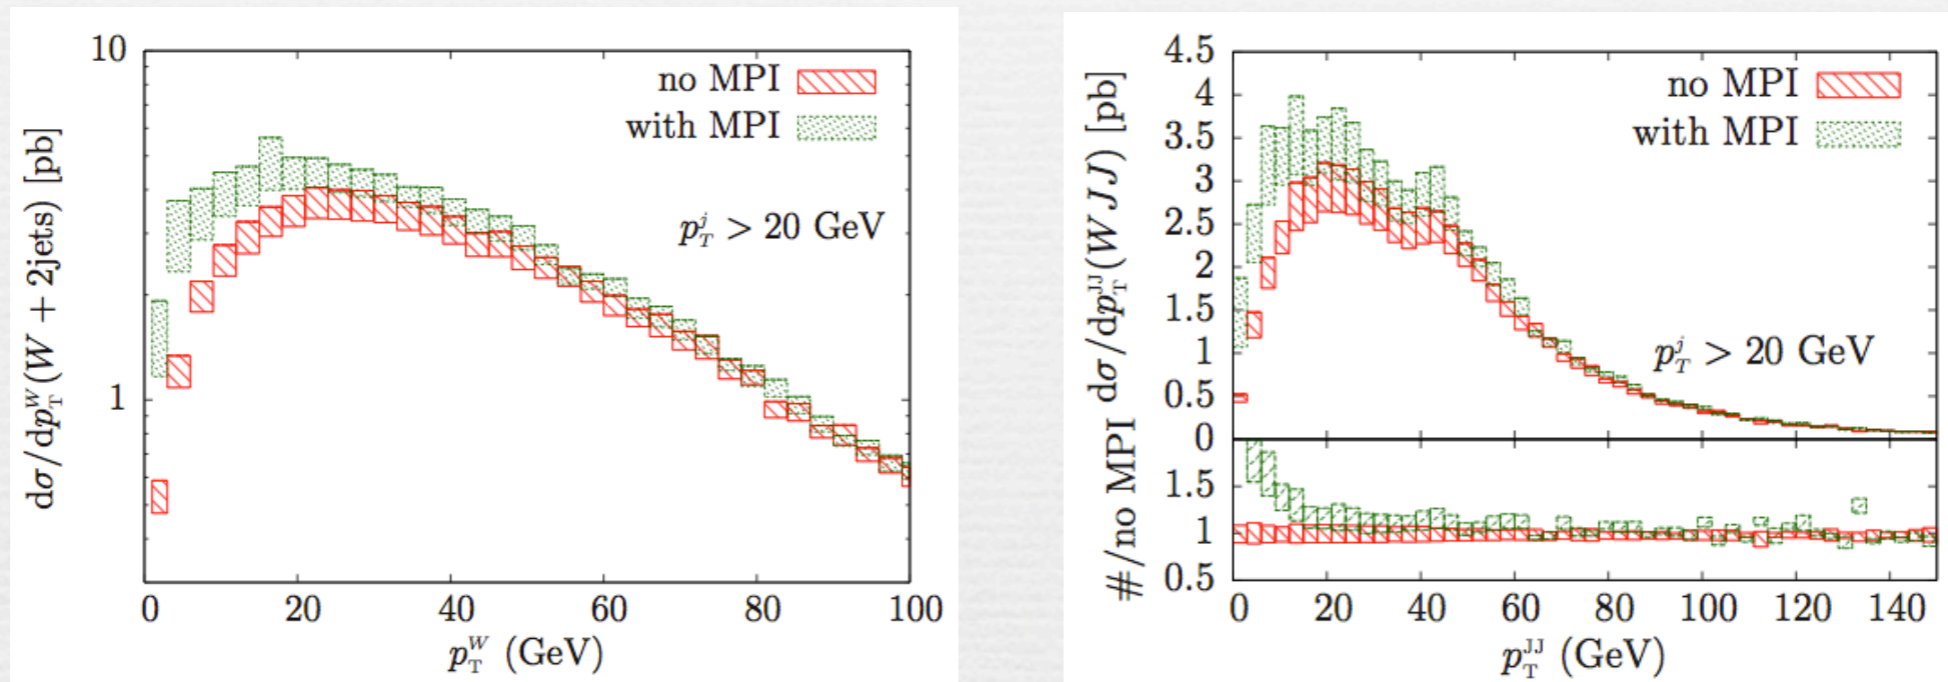 10
1
dσ/dp_T^W(W + 2jets) [pb]
no MPI
with MPI
p_T^j > 20 GeV
0 20 40 60 80 100
p_T^W (GeV)
4.5
4
3.5
3
2.5
2
1.5
1
0.5
0
dσ/dp_T^JJ(WJJ) [pb]
no MPI
with MPI
p_T^j > 20 GeV
1.5
1
0.5
#/no MPI
0 20 40 60 80 100 120 140
p_T^JJ (GeV)